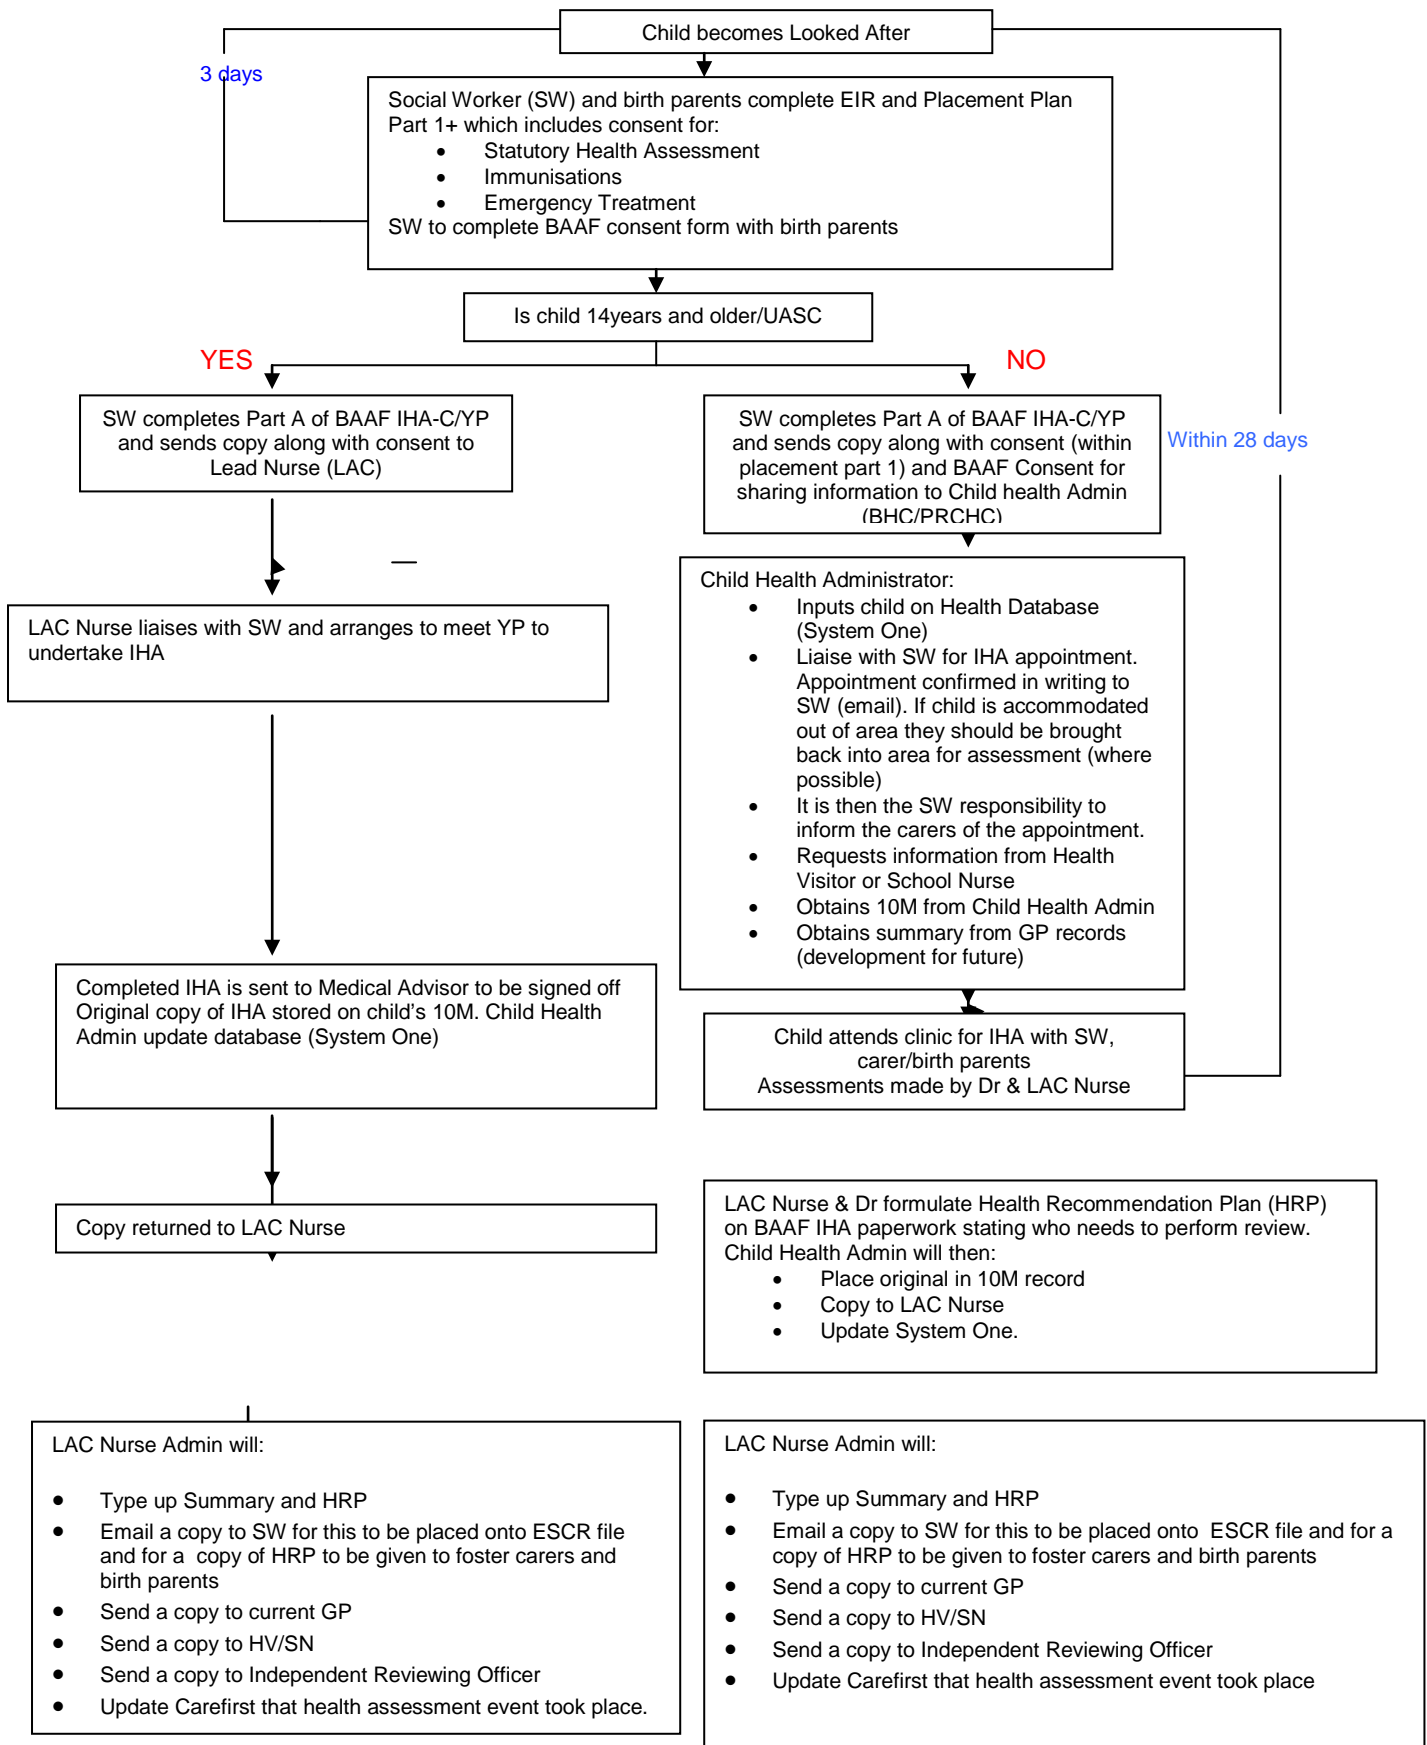 Child becomes Looked After
3 days
Social Worker (SW) and birth parents complete EIR and Placement Plan
Part 1+ which includes consent for:
• Statutory Health Assessment
• Immunisations
• Emergency Treatment
SW to complete BAAF consent form with birth parents
Is child 14years and older/UASC
YES
NO
SW completes Part A of BAAF IHA-C/YP
and sends copy along with consent to
Lead Nurse (LAC)
SW completes Part A of BAAF IHA-C/YP
and sends copy along with consent (within
placement part 1) and BAAF Consent for
sharing information to Child health Admin
(BHC/PRCHC)
Within 28 days
LAC Nurse liaises with SW and arranges to meet YP to
undertake IHA
Child Health Administrator:
• Inputs child on Health Database
(System One)
• Liaise with SW for IHA appointment.
Appointment confirmed in writing to
SW (email). If child is accommodated
out of area they should be brought
back into area for assessment (where
possible)
• It is then the SW responsibility to
inform the carers of the appointment.
• Requests information from Health
Visitor or School Nurse
• Obtains 10M from Child Health Admin
• Obtains summary from GP records
(development for future)
Completed IHA is sent to Medical Advisor to be signed off
Original copy of IHA stored on child's 10M. Child Health
Admin update database (System One)
Child attends clinic for IHA with SW,
carer/birth parents
Assessments made by Dr & LAC Nurse
Copy returned to LAC Nurse
LAC Nurse & Dr formulate Health Recommendation Plan (HRP)
on BAAF IHA paperwork stating who needs to perform review.
Child Health Admin will then:
• Place original in 10M record
• Copy to LAC Nurse
• Update System One.
LAC Nurse Admin will:
• Type up Summary and HRP
• Email a copy to SW for this to be placed onto ESCR file
and for a copy of HRP to be given to foster carers and
birth parents
• Send a copy to current GP
• Send a copy to HV/SN
• Send a copy to Independent Reviewing Officer
• Update Carefirst that health assessment event took place.
LAC Nurse Admin will:
• Type up Summary and HRP
• Email a copy to SW for this to be placed onto ESCR file and for a
copy of HRP to be given to foster carers and birth parents
• Send a copy to current GP
• Send a copy to HV/SN
• Send a copy to Independent Reviewing Officer
• Update Carefirst that health assessment event took place